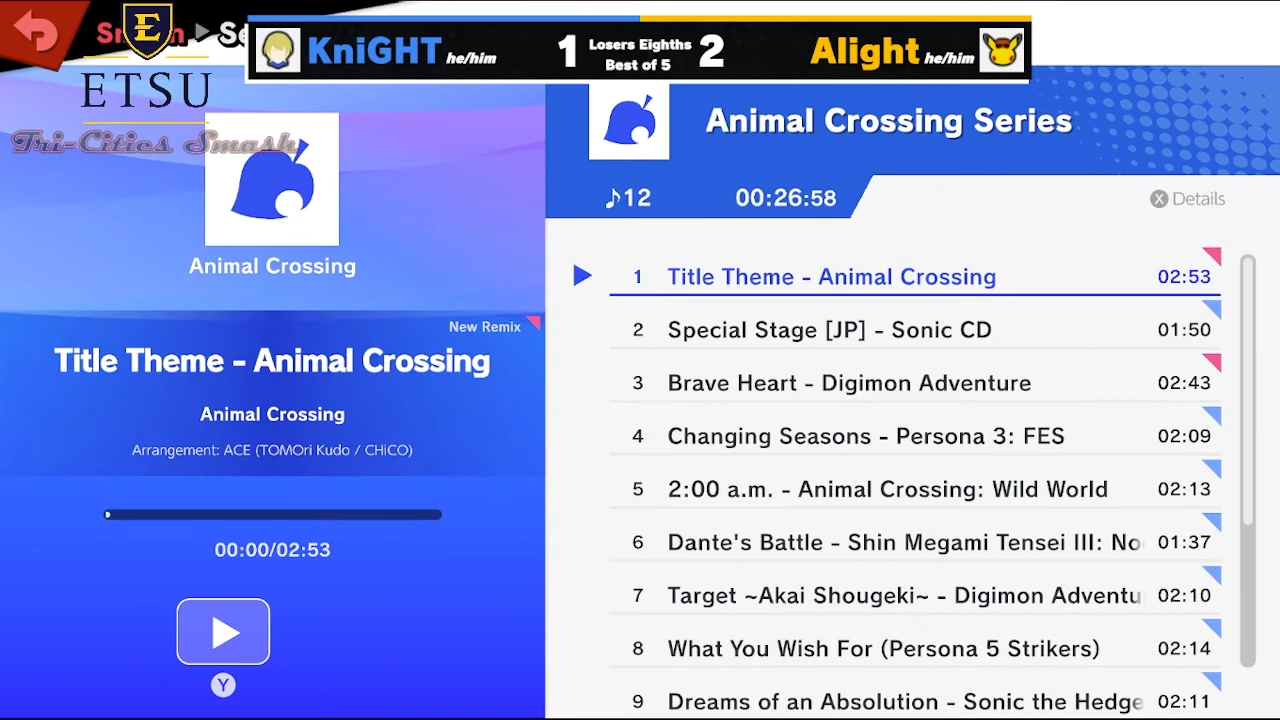 KniGHT he/him
1
Losers Eighths
Best of 5
2
Alight he/him
E
ETSU
Tri-Cities Smash
Animal Crossing
New Remix
Title Theme - Animal Crossing
Animal Crossing
Arrangement: ACE (TOMOri Kudo / CHiCO)
00:00/02:53
Y
Animal Crossing Series
♪12 00:26:58
X Details
1 Title Theme - Animal Crossing 02:53
2 Special Stage [JP] - Sonic CD 01:50
3 Brave Heart - Digimon Adventure 02:43
4 Changing Seasons - Persona 3: FES 02:09
5 2:00 a.m. - Animal Crossing: Wild World 02:13
6 Dante's Battle - Shin Megami Tensei III: No 01:37
7 Target ~Akai Shougeki~ - Digimon Adventu 02:10
8 What You Wish For (Persona 5 Strikers) 02:14
9 Dreams of an Absolution - Sonic the Hedge 02:11